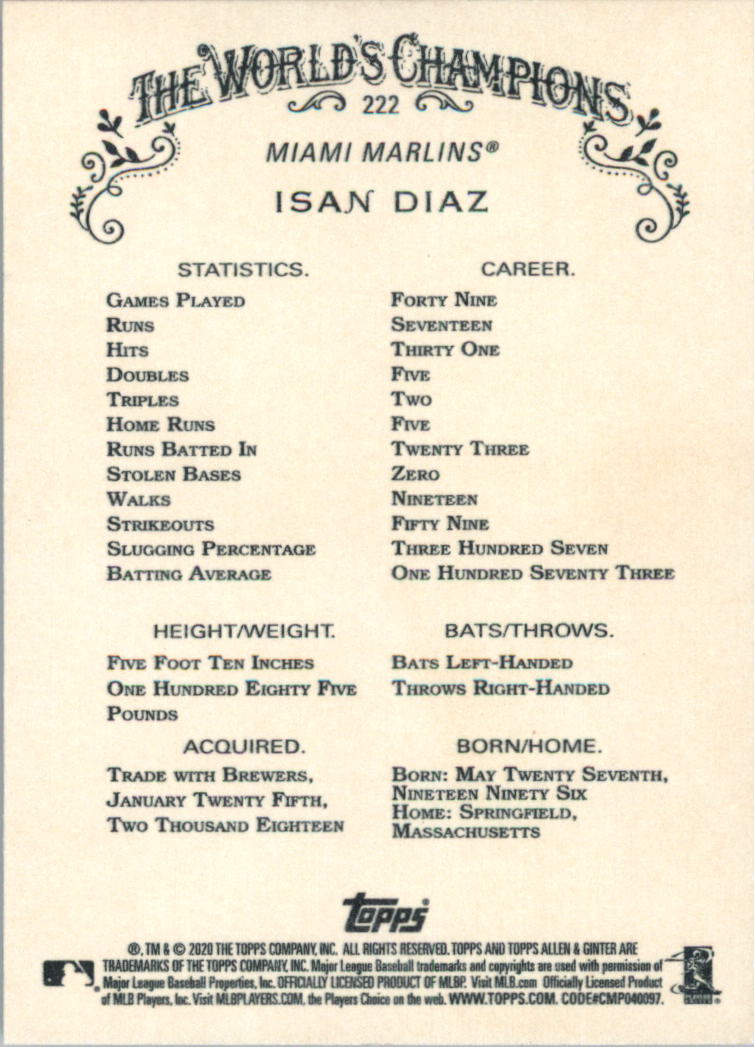 THE WORLD'S CHAMPIONS
222
MIAMI MARLINS®
ISAN DIAZ
STATISTICS. CAREER.
GAMES PLAYED FORTY NINE
RUNS SEVENTEEN
HITS THIRTY ONE
DOUBLES FIVE
TRIPLES TWO
HOME RUNS FIVE
RUNS BATTED IN TWENTY THREE
STOLEN BASES ZERO
WALKS NINETEEN
STRIKEOUTS FIFTY NINE
SLUGGING PERCENTAGE THREE HUNDRED SEVEN
BATTING AVERAGE ONE HUNDRED SEVENTY THREE
HEIGHT/WEIGHT.
FIVE FOOT TEN INCHES
ONE HUNDRED EIGHTY FIVE
POUNDS
BATS/THROWS.
BATS LEFT-HANDED
THROWS RIGHT-HANDED
ACQUIRED.
TRADE WITH BREWERS,
JANUARY TWENTY FIFTH,
TWO THOUSAND EIGHTEEN
BORN/HOME.
BORN: MAY TWENTY SEVENTH,
NINETEEN NINETY SIX
HOME: SPRINGFIELD,
MASSACHUSETTS
topps®
®, TM & © 2020 THE TOPPS COMPANY, INC. ALL RIGHTS RESERVED. TOPPS AND TOPPS ALLEN & GINTER ARE
TRADEMARKS OF THE TOPPS COMPANY, INC. Major League Baseball trademarks and copyrights are used with permission of
Major League Baseball Properties, Inc. OFFICIALLY LICENSED PRODUCT OF MLBP. Visit MLB.com Officially Licensed Product
of MLB Players, Inc. Visit MLBPLAYERS.COM, the Players Choice on the web. WWW.TOPPS.COM. CODE#CMP040097.